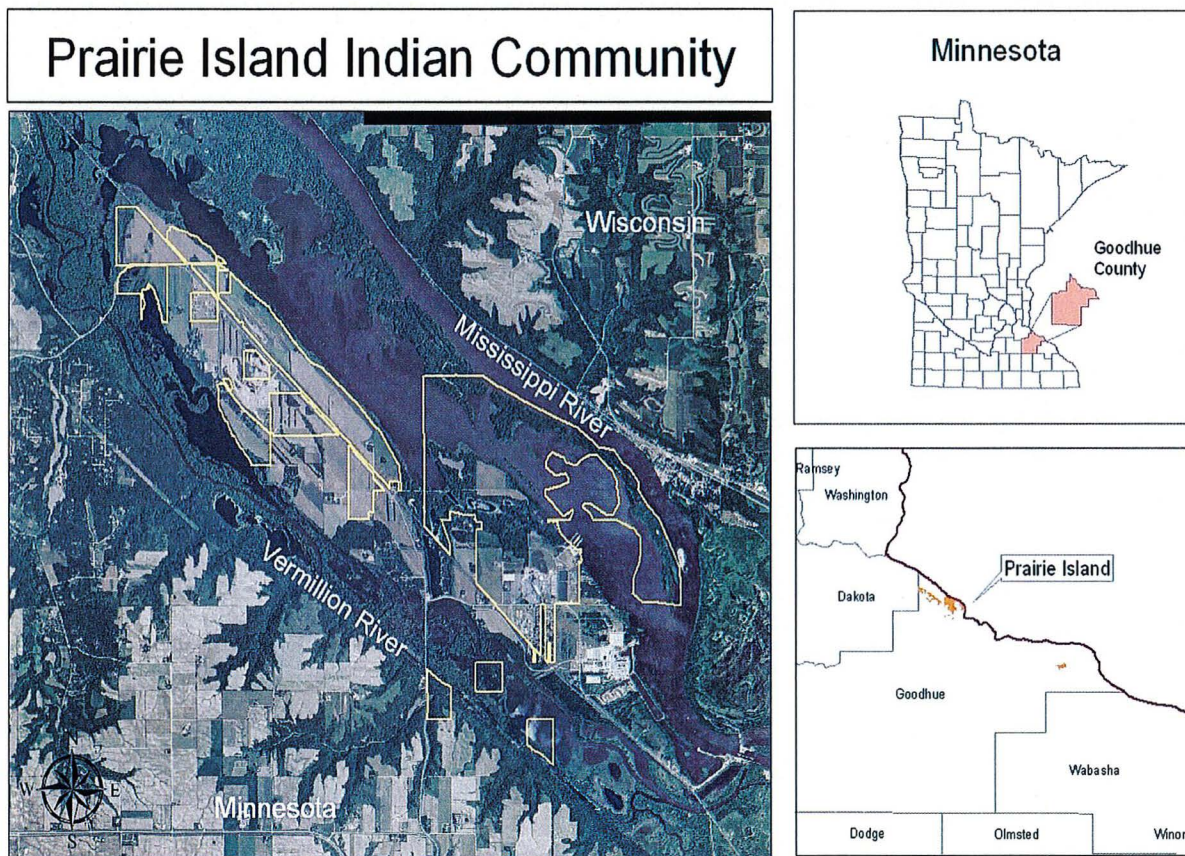 Prairie Island Indian Community
Wisconsin
Mississippi River
Vermillion River
Minnesota
W
E
S
Minnesota
Goodhue
County
Ramsey
Washington
Dakota
Prairie Island
Goodhue
Wabasha
Dodge
Olmsted
Winon